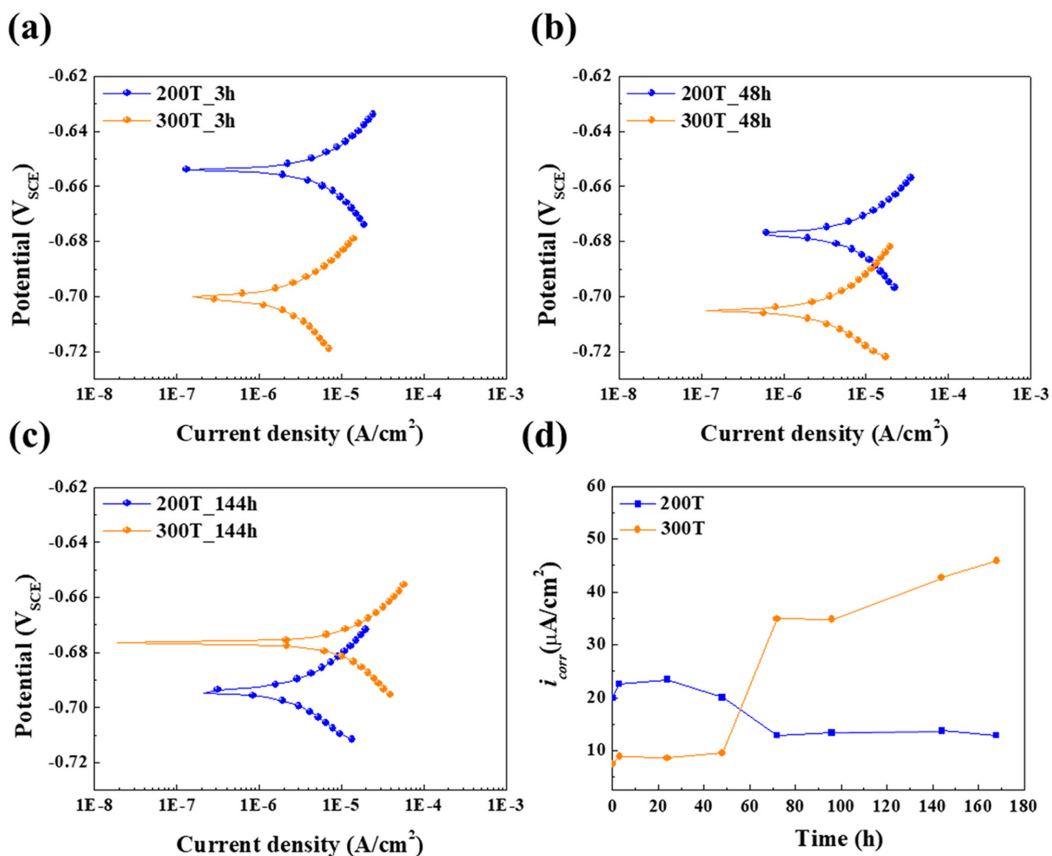 (a)
200T_3h
300T_3h
-0.62
-0.64
-0.66
-0.68
-0.70
-0.72
Potential (V_SCE)
1E-8 1E-7 1E-6 1E-5 1E-4 1E-3
Current density (A/cm²)
(b)
200T_48h
300T_48h
-0.62
-0.64
-0.66
-0.68
-0.70
-0.72
Potential (V_SCE)
1E-8 1E-7 1E-6 1E-5 1E-4 1E-3
Current density (A/cm²)
(c)
200T_144h
300T_144h
-0.62
-0.64
-0.66
-0.68
-0.70
-0.72
Potential (V_SCE)
1E-8 1E-7 1E-6 1E-5 1E-4 1E-3
Current density (A/cm²)
(d)
200T
300T
60
50
40
30
20
10
i_corr(μA/cm²)
0 20 40 60 80 100 120 140 160 180
Time (h)